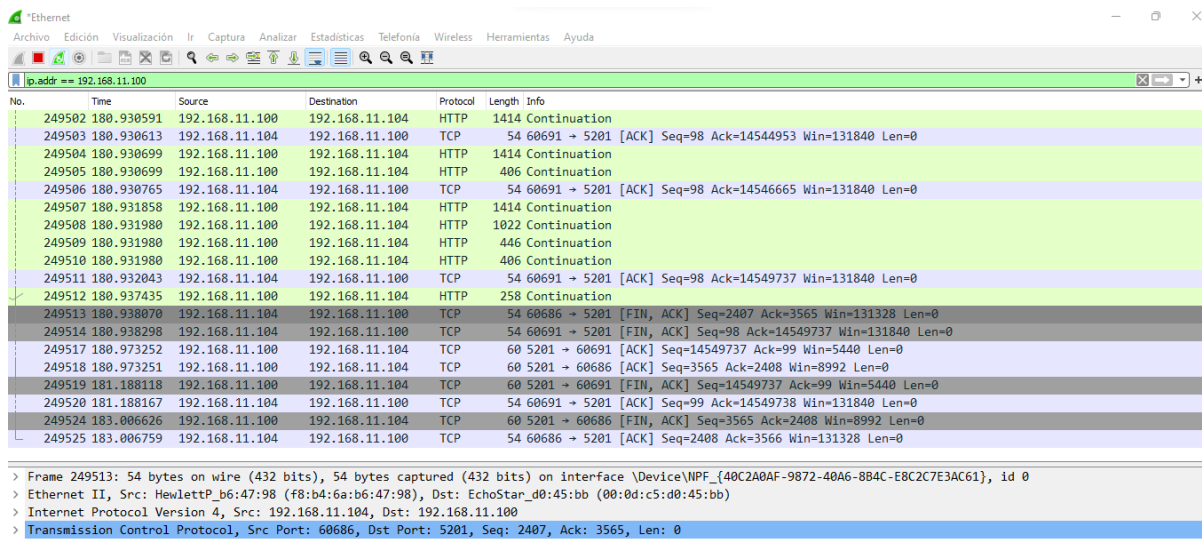 *Ethernet
Archivo Edición Visualización Ir Captura Analizar Estadísticas Telefonía Wireless Herramientas Ayuda
ip.addr == 192.168.11.100
No. Time Source Destination Protocol Length Info
249502 180.930591 192.168.11.100 192.168.11.104 HTTP 1414 Continuation
249503 180.930613 192.168.11.104 192.168.11.100 TCP 54 60691 → 5201 [ACK] Seq=98 Ack=14544953 Win=131840 Len=0
249504 180.930699 192.168.11.100 192.168.11.104 HTTP 1414 Continuation
249505 180.930699 192.168.11.100 192.168.11.104 HTTP 406 Continuation
249506 180.930765 192.168.11.104 192.168.11.100 TCP 54 60691 → 5201 [ACK] Seq=98 Ack=14546665 Win=131840 Len=0
249507 180.931858 192.168.11.100 192.168.11.104 HTTP 1414 Continuation
249508 180.931980 192.168.11.100 192.168.11.104 HTTP 1022 Continuation
249509 180.931980 192.168.11.100 192.168.11.104 HTTP 446 Continuation
249510 180.931980 192.168.11.100 192.168.11.104 HTTP 406 Continuation
249511 180.932043 192.168.11.104 192.168.11.100 TCP 54 60691 → 5201 [ACK] Seq=98 Ack=14549737 Win=131840 Len=0
249512 180.937435 192.168.11.100 192.168.11.104 HTTP 258 Continuation
249513 180.938070 192.168.11.104 192.168.11.100 TCP 54 60686 → 5201 [FIN, ACK] Seq=2407 Ack=3565 Win=131328 Len=0
249514 180.938298 192.168.11.104 192.168.11.100 TCP 54 60691 → 5201 [FIN, ACK] Seq=98 Ack=14549737 Win=131840 Len=0
249517 180.973252 192.168.11.100 192.168.11.104 TCP 60 5201 → 60691 [ACK] Seq=14549737 Ack=99 Win=5440 Len=0
249518 180.973251 192.168.11.100 192.168.11.104 TCP 60 5201 → 60686 [ACK] Seq=3565 Ack=2408 Win=8992 Len=0
249519 181.188118 192.168.11.100 192.168.11.104 TCP 60 5201 → 60691 [FIN, ACK] Seq=14549737 Ack=99 Win=5440 Len=0
249520 181.188167 192.168.11.104 192.168.11.100 TCP 54 60691 → 5201 [ACK] Seq=99 Ack=14549738 Win=131840 Len=0
249524 183.006626 192.168.11.100 192.168.11.104 TCP 60 5201 → 60686 [FIN, ACK] Seq=3565 Ack=2408 Win=8992 Len=0
249525 183.006759 192.168.11.104 192.168.11.100 TCP 54 60686 → 5201 [ACK] Seq=2408 Ack=3566 Win=131328 Len=0
> Frame 249513: 54 bytes on wire (432 bits), 54 bytes captured (432 bits) on interface \Device\NPF_{40C2A0AF-9872-40A6-8B4C-E8C2C7E3AC61}, id 0
> Ethernet II, Src: HewlettP_b6:47:98 (f8:b4:6a:b6:47:98), Dst: EchoStar_d0:45:bb (00:0d:c5:d0:45:bb)
> Internet Protocol Version 4, Src: 192.168.11.104, Dst: 192.168.11.100
> Transmission Control Protocol, Src Port: 60686, Dst Port: 5201, Seq: 2407, Ack: 3565, Len: 0